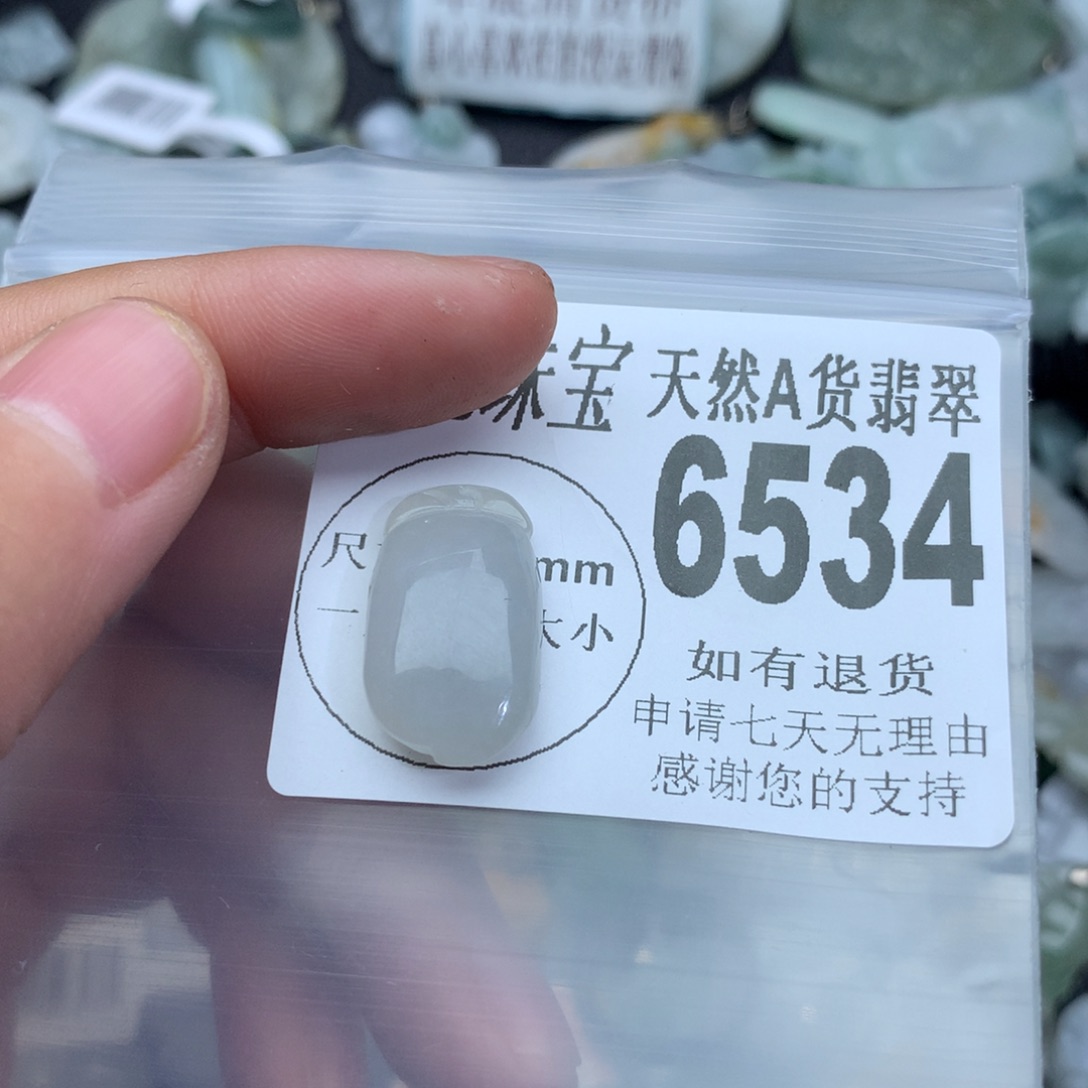 珠宝 天然A货翡翠
6534
尺
mm
一
大小
如有退货
申请七天无理由
感谢您的支持